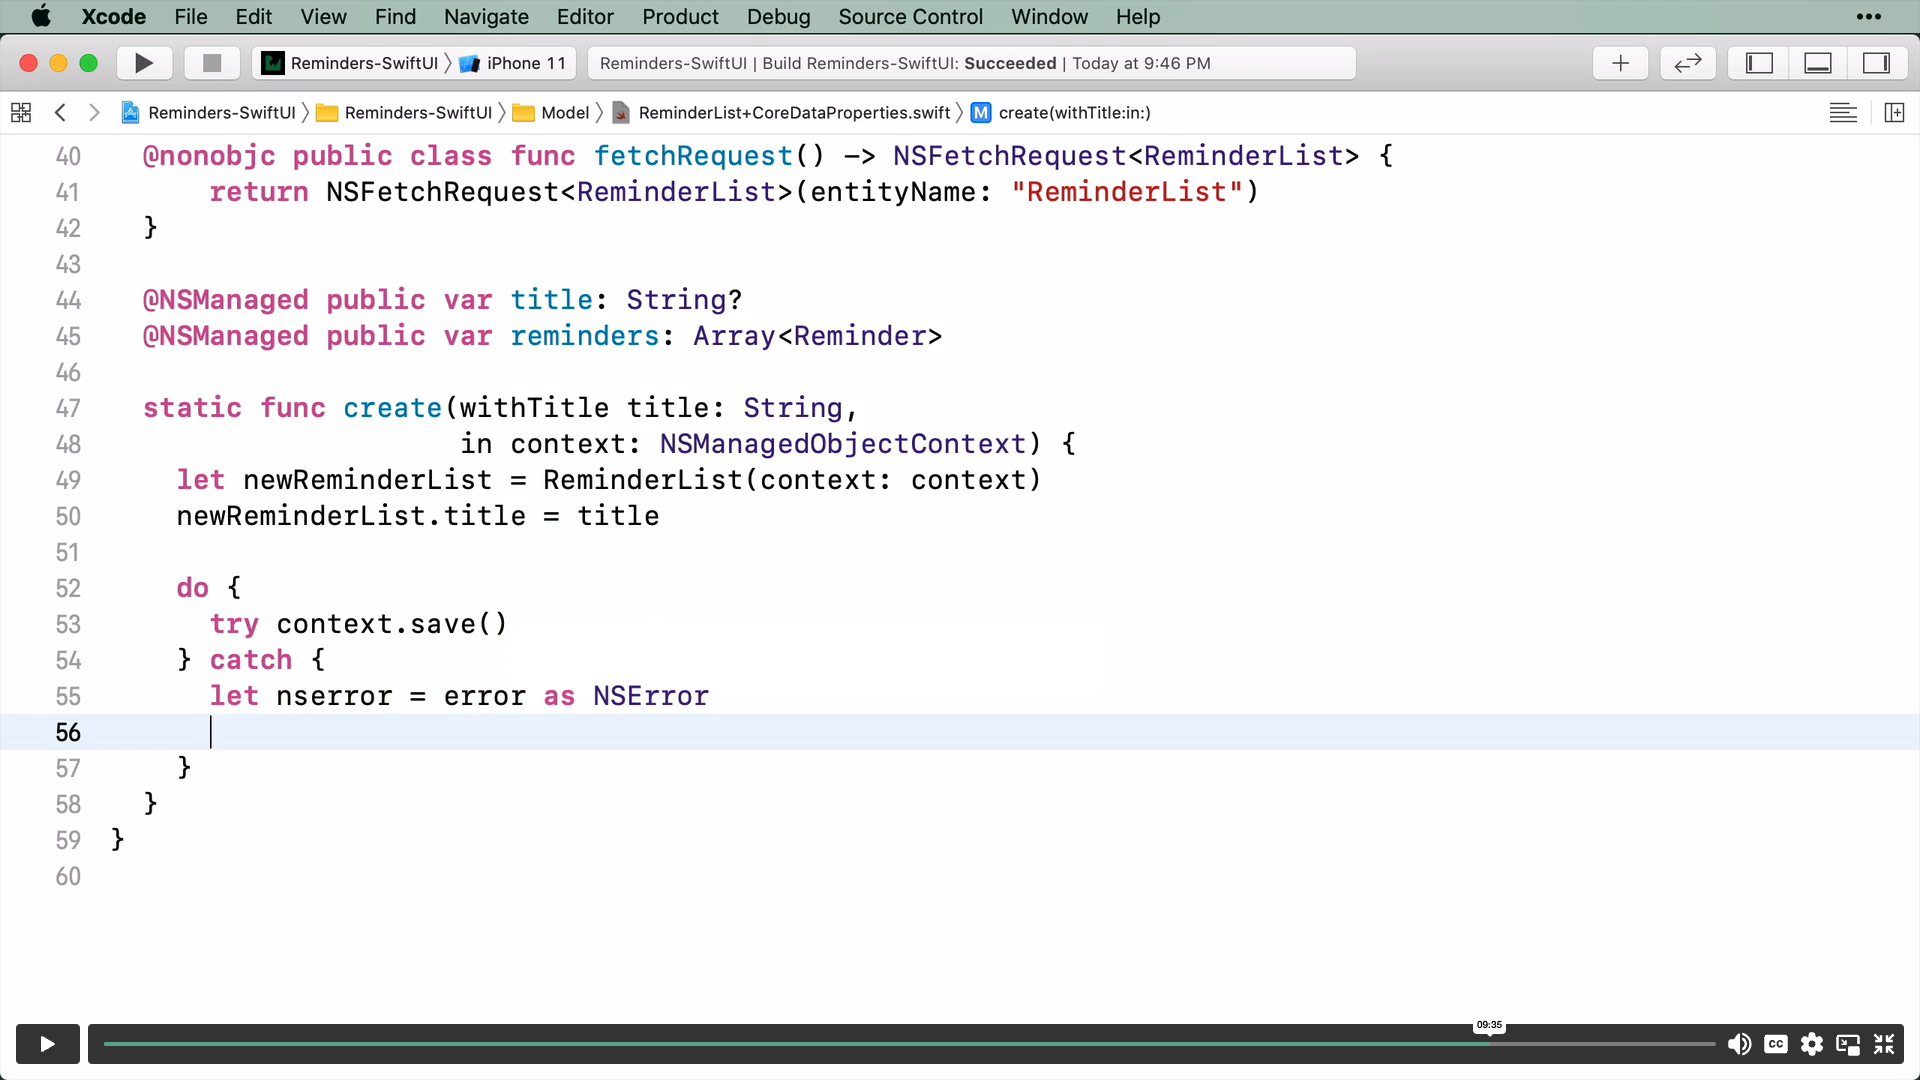 Xcode File Edit View Find Navigate Editor Product Debug Source Control Window Help
Reminders-SwiftUI iPhone 11 Reminders-SwiftUI | Build Reminders-SwiftUI: Succeeded | Today at 9:46 PM
Reminders-SwiftUI Reminders-SwiftUI Model ReminderList+CoreDataProperties.swift M create(withTitle:in:)
40 @nonobjc public class func fetchRequest() -> NSFetchRequest<ReminderList> {
41 return NSFetchRequest<ReminderList>(entityName: "ReminderList")
42 }
43
44 @NSManaged public var title: String?
45 @NSManaged public var reminders: Array<Reminder>
46
47 static func create(withTitle title: String,
48 in context: NSManagedObjectContext) {
49 let newReminderList = ReminderList(context: context)
50 newReminderList.title = title
51
52 do {
53 try context.save()
54 } catch {
55 let nserror = error as NSError
56
57 }
58 }
59 }
60
09:35
CC